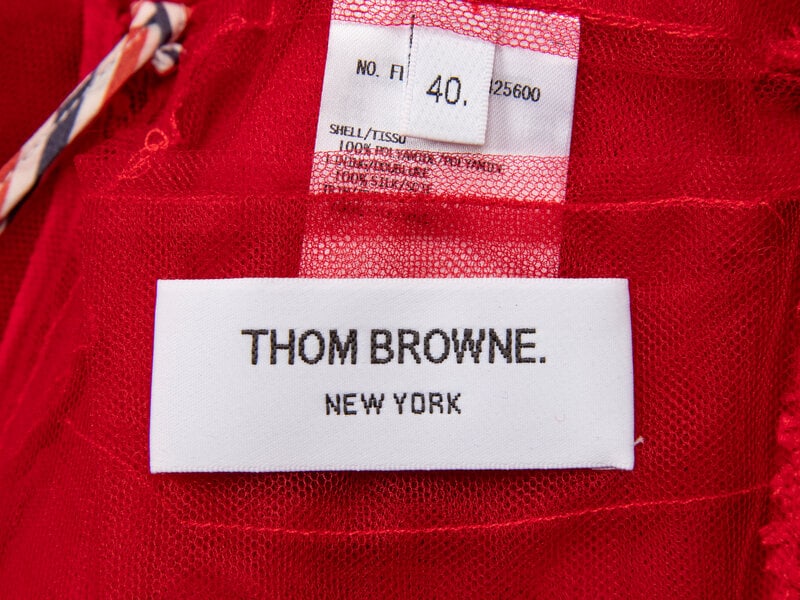 NO. F 25600
40.
SHELL/TISSU
100% POLYAMIDE/POLYAMIDE
LINING/DOUBLURE
100% SILK/SOIE
THOM BROWNE.
NEW YORK